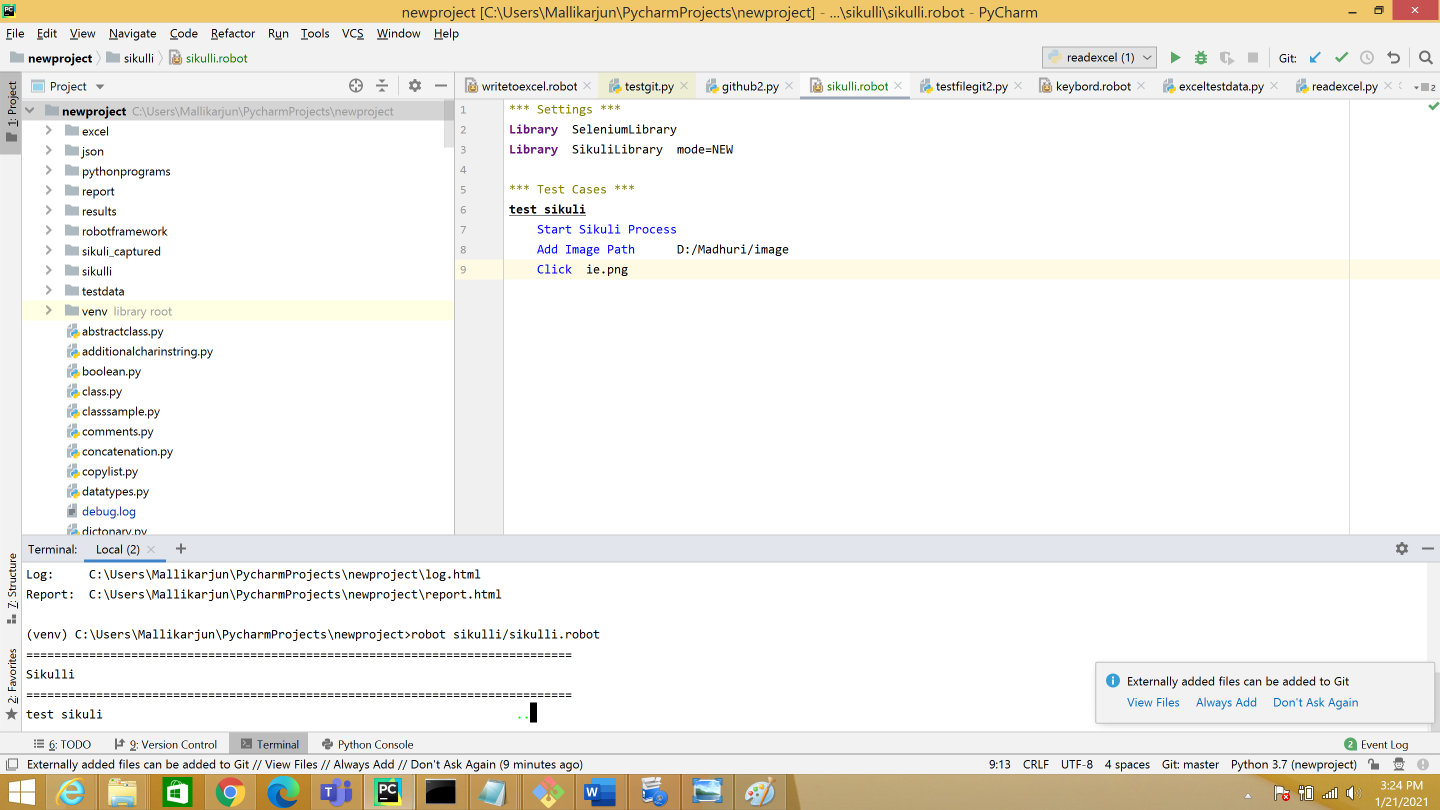 newproject [C:\Users\Mallikarjun\PycharmProjects\newproject] - ...\sikulli\sikulli.robot - PyCharm
File Edit View Navigate Code Refactor Run Tools VCS Window Help
newproject sikulli sikulli.robot readexcel (1) Git:
Project writetoexcel.robot testgit.py github2.py sikulli.robot testfilegit2.py keybord.robot exceltestdata.py readexcel.py 2
1: Project
newproject C:\Users\Mallikarjun\PycharmProjects\newproject
excel
json
pythonprograms
report
results
robotframework
sikuli_captured
sikulli
testdata
venv library root
abstractclass.py
additionalcharinstring.py
boolean.py
class.py
classsample.py
comments.py
concatenation.py
copylist.py
datatypes.py
debug.log
dictonary.py
1 *** Settings ***
2 Library SeleniumLibrary
3 Library SikuliLibrary mode=NEW
4
5 *** Test Cases ***
6 test sikuli
7 Start Sikuli Process
8 Add Image Path D:/Madhuri/image
9 Click ie.png
Terminal: Local (2)
7: Structure
2: Favorites
Log: C:\Users\Mallikarjun\PycharmProjects\newproject\log.html
Report: C:\Users\Mallikarjun\PycharmProjects\newproject\report.html
(venv) C:\Users\Mallikarjun\PycharmProjects\newproject>robot sikulli/sikulli.robot
==============================================================================
Sikulli
==============================================================================
test sikuli ..
Externally added files can be added to Git
View Files Always Add Don't Ask Again
6: TODO 9: Version Control Terminal Python Console 2 Event Log
Externally added files can be added to Git // View Files // Always Add // Don't Ask Again (9 minutes ago) 9:13 CRLF UTF-8 4 spaces Git: master Python 3.7 (newproject)
3:24 PM
1/21/2021